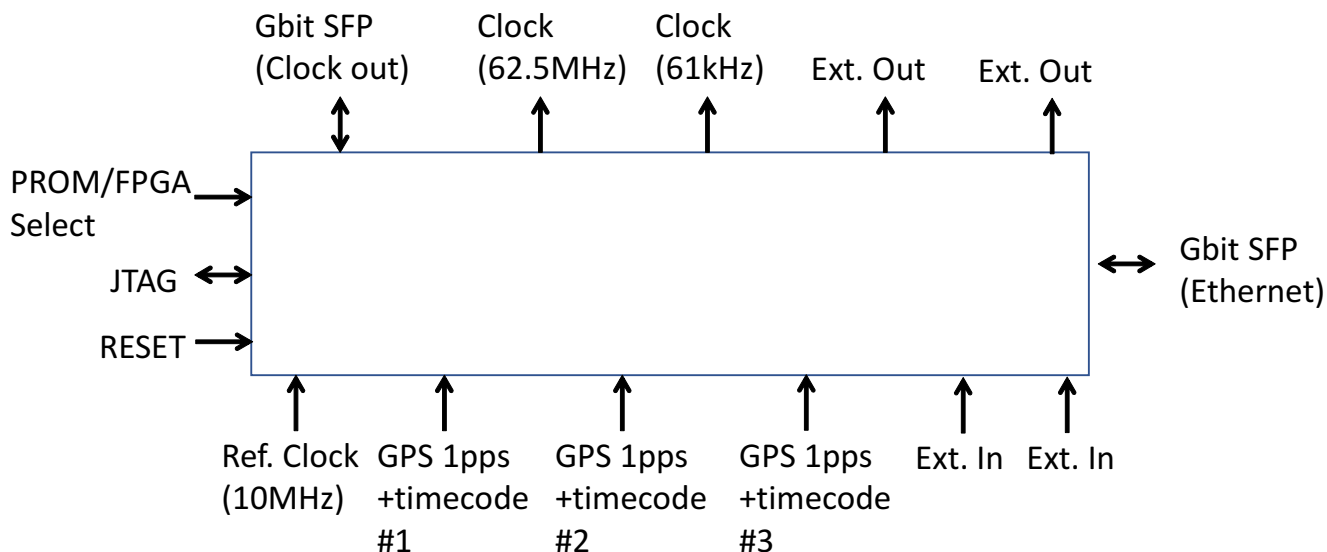 Gbit SFP
(Clock out)
Clock
(62.5MHz)
Clock
(61kHz)
Ext. Out
Ext. Out
PROM/FPGA
Select
JTAG
RESET
Gbit SFP
(Ethernet)
Ref. Clock
(10MHz)
GPS 1pps
+timecode
#1
GPS 1pps
+timecode
#2
GPS 1pps
+timecode
#3
Ext. In
Ext. In